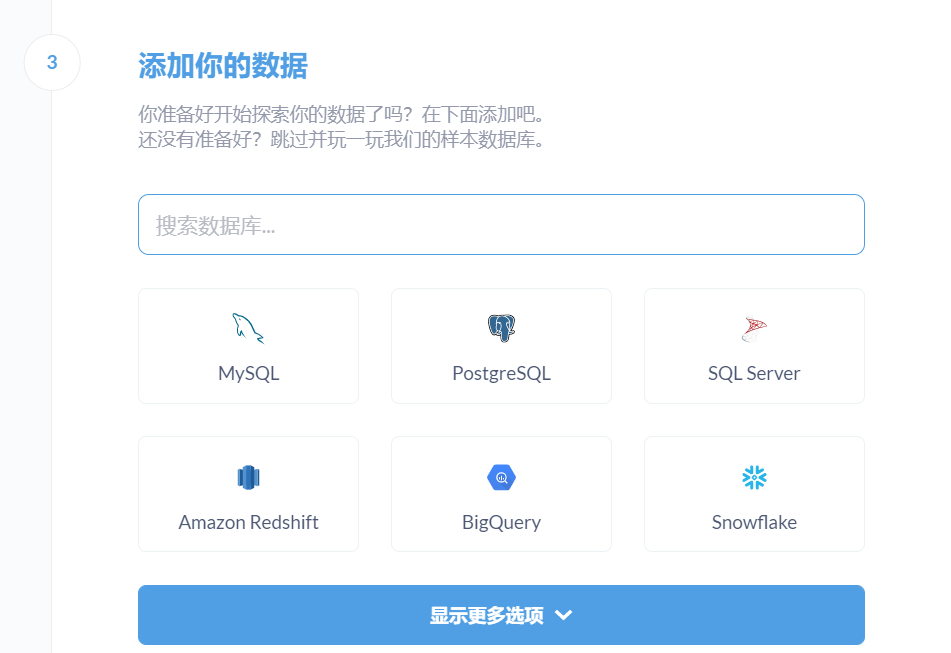 3
添加你的数据
你准备好开始探索你的数据了吗？在下面添加吧。
还没有准备好？跳过并玩一玩我们的样本数据库。
搜索数据库...
MySQL
PostgreSQL
SQL Server
Amazon Redshift
BigQuery
Snowflake
显示更多选项